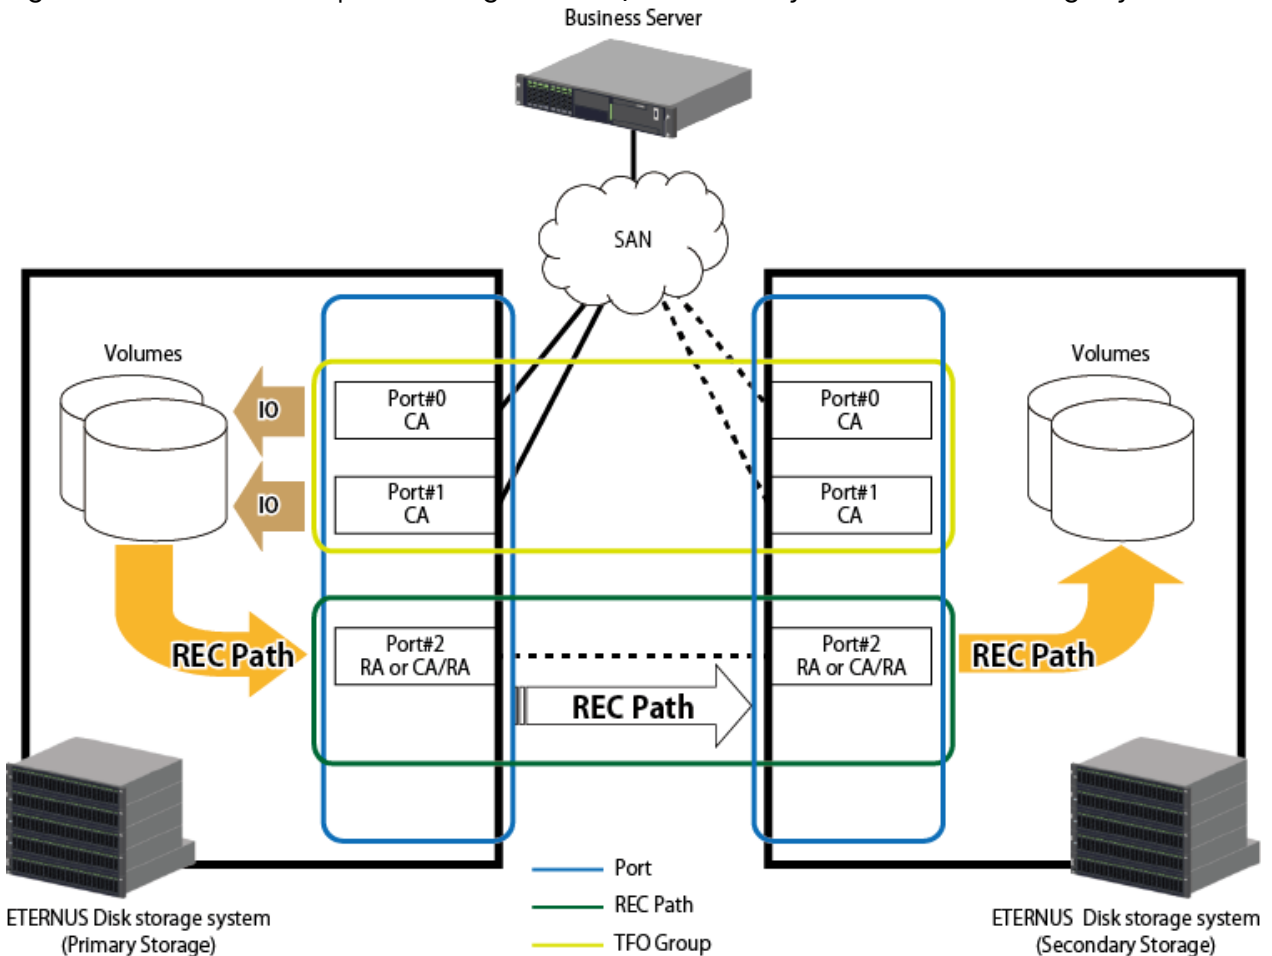 Business Server
SAN
Volumes
IO
IO
Port#0
CA
Port#1
CA
Port#2
RA or CA/RA
REC Path
REC Path
Port#0
CA
Port#1
CA
Port#2
RA or CA/RA
Volumes
REC Path
ETERNUS Disk storage system
(Primary Storage)
Port
REC Path
TFO Group
ETERNUS Disk storage system
(Secondary Storage)